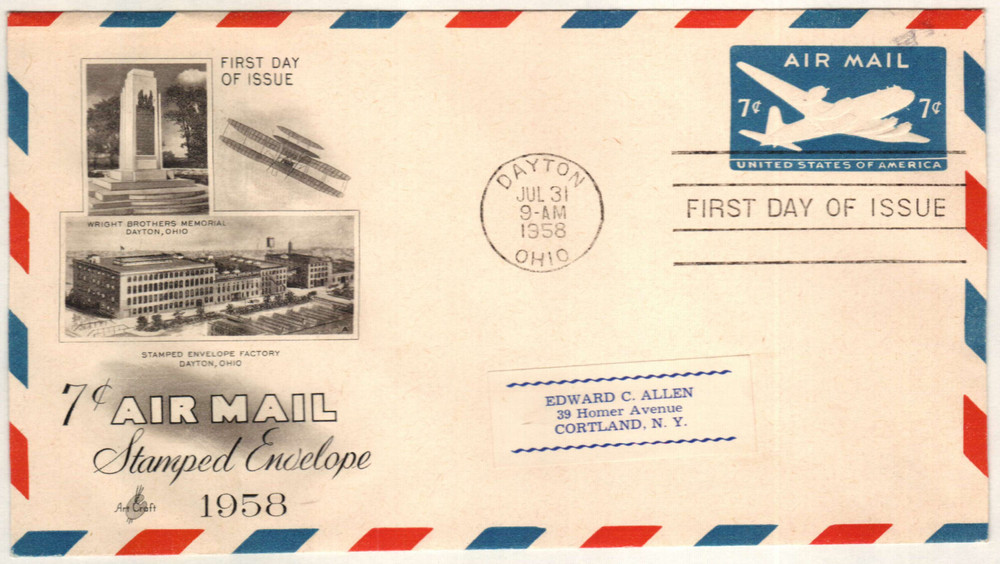 FIRST DAY
OF ISSUE
WRIGHT BROTHERS MEMORIAL
DAYTON, OHIO
STAMPED ENVELOPE FACTORY
DAYTON, OHIO
7¢ AIR MAIL
Stamped Envelope
1958
Art Craft
DAYTON
JUL 31
9-AM
1958
OHIO
AIR MAIL
7¢ 7¢
UNITED STATES OF AMERICA
FIRST DAY OF ISSUE
EDWARD C. ALLEN
39 Homer Avenue
CORTLAND, N. Y.